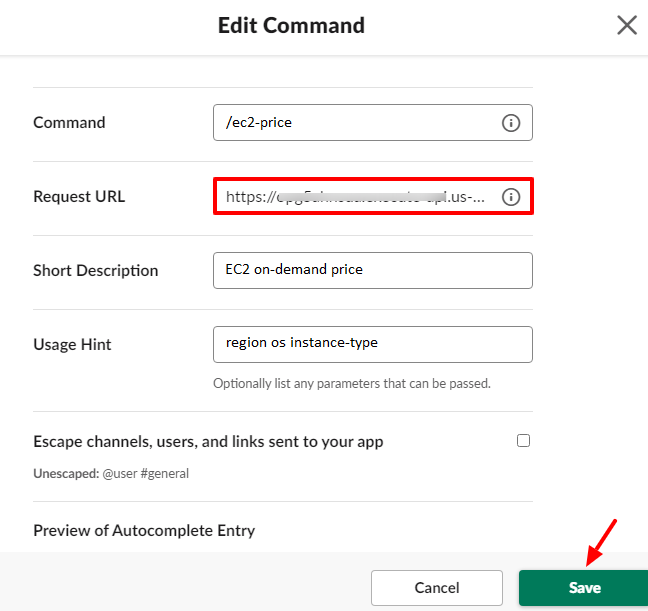 Edit Command
Command
/ec2-price
Request URL
https:// .us-...
Short Description
EC2 on-demand price
Usage Hint
region os instance-type
Optionally list any parameters that can be passed.
Escape channels, users, and links sent to your app
Unescaped: @user #general
Preview of Autocomplete Entry
Cancel
Save